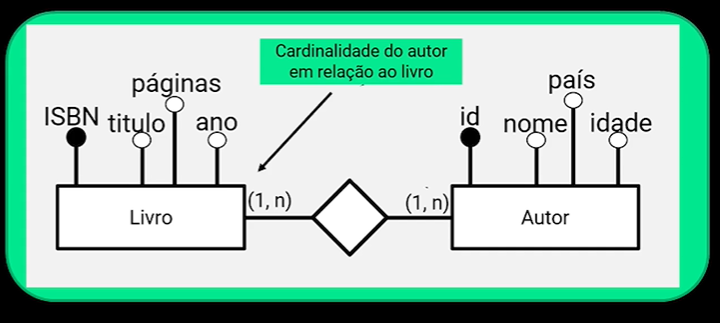 Cardinalidade do autor
em relação ao livro
ISBN
titulo
páginas
ano
id
nome
país
idade
Livro
(1, n)
(1, n)
Autor